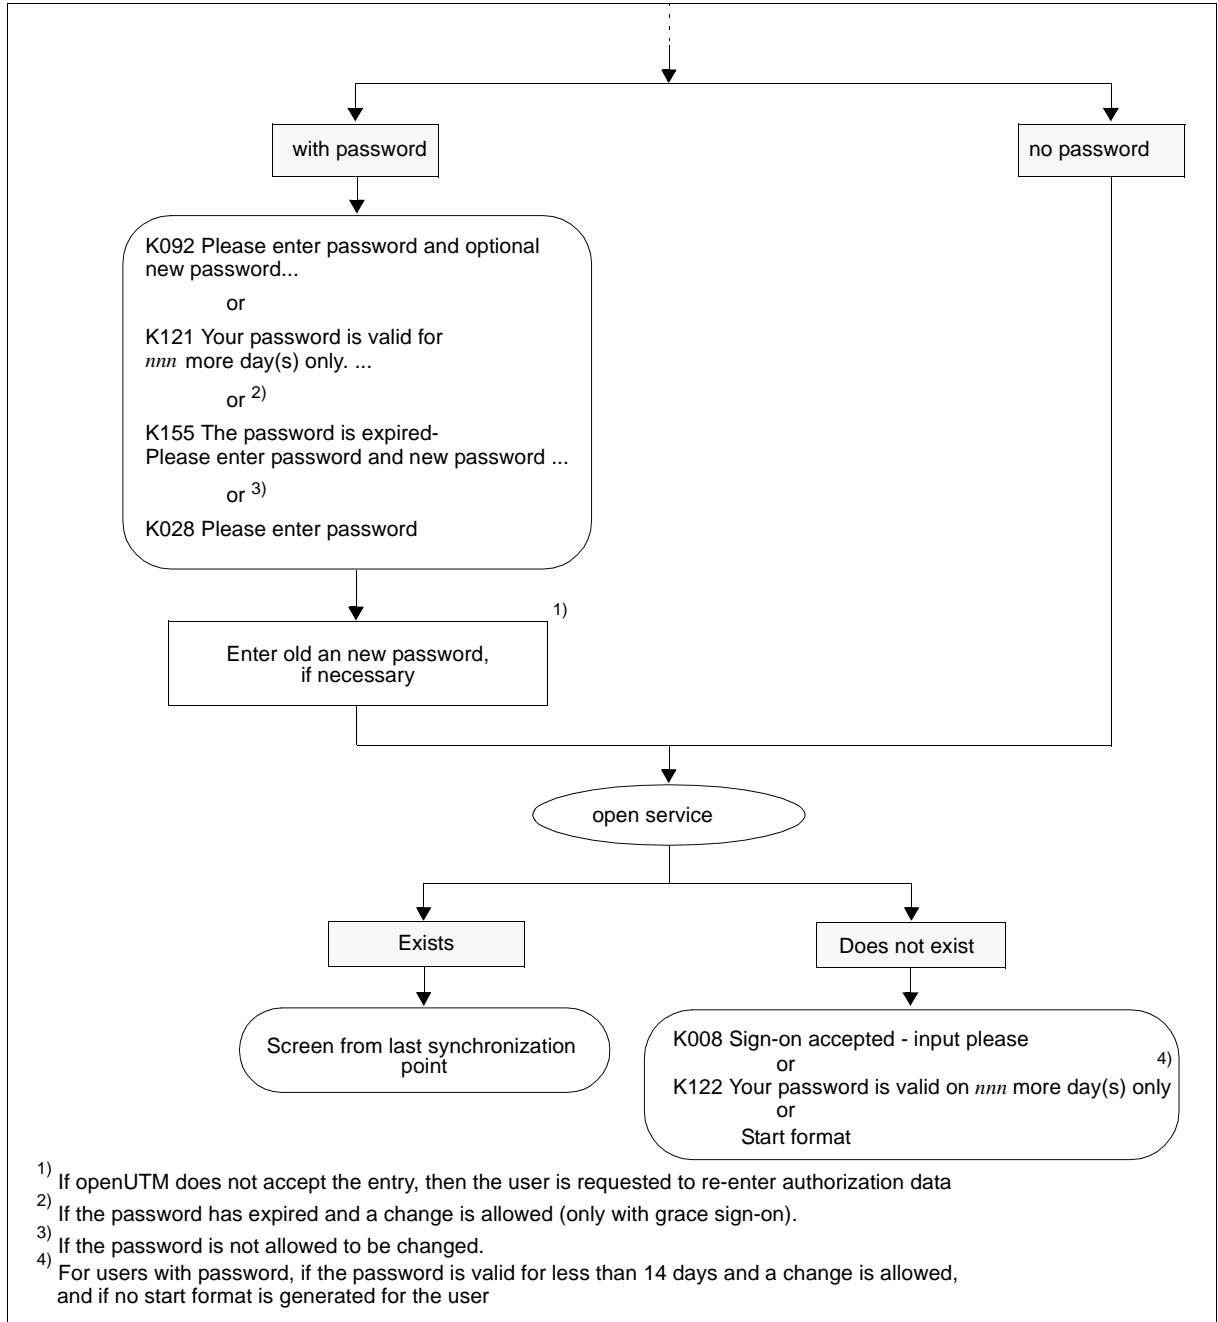 with password
no password
K092 Please enter password and optional
new password...
or
K121 Your password is valid for
nnn more day(s) only. ...
or 2)
K155 The password is expired-
Please enter password and new password ...
or 3)
K028 Please enter password
1)
Enter old an new password,
if necessary
open service
Exists
Does not exist
Screen from last synchronization
point
K008 Sign-on accepted - input please
or
4)
K122 Your password is valid on nnn more day(s) only
or
Start format
1) If openUTM does not accept the entry, then the user is requested to re-enter authorization data
2) If the password has expired and a change is allowed (only with grace sign-on).
3) If the password is not allowed to be changed.
4) For users with password, if the password is valid for less than 14 days and a change is allowed,
and if no start format is generated for the user